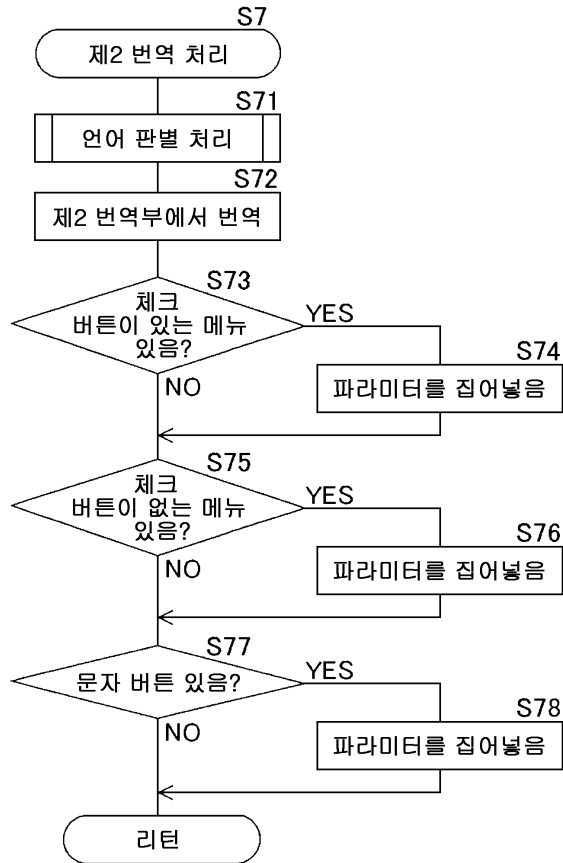 S7
제2 번역 처리
S71
언어 판별 처리
S72
제2 번역부에서 번역
S73
체크
버튼이 있는 메뉴
있음?
YES
NO
S74
파라미터를 집어넣음
S75
체크
버튼이 없는 메뉴
있음?
YES
NO
S76
파라미터를 집어넣음
S77
문자 버튼 있음?
YES
NO
S78
파라미터를 집어넣음
리턴